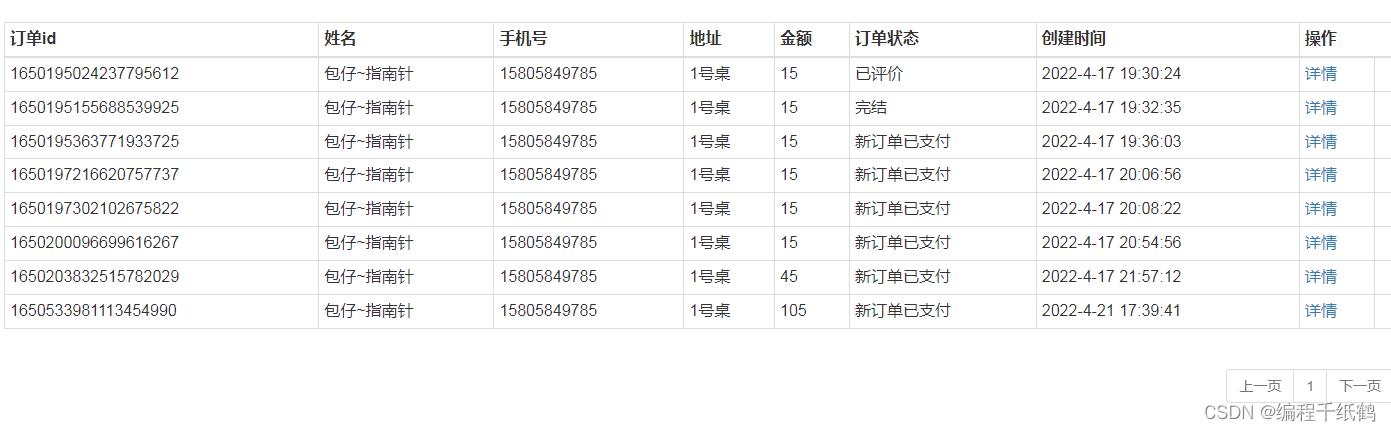 订单id 姓名 手机号 地址 金额 订单状态 创建时间 操作
1650195024237795612 包仔~指南针 15805849785 1号桌 15 已评价 2022-4-17 19:30:24 详情
1650195155688539925 包仔~指南针 15805849785 1号桌 15 完结 2022-4-17 19:32:35 详情
1650195363771933725 包仔~指南针 15805849785 1号桌 15 新订单已支付 2022-4-17 19:36:03 详情
1650197216620757737 包仔~指南针 15805849785 1号桌 15 新订单已支付 2022-4-17 20:06:56 详情
1650197302102675822 包仔~指南针 15805849785 1号桌 15 新订单已支付 2022-4-17 20:08:22 详情
1650200096699616267 包仔~指南针 15805849785 1号桌 15 新订单已支付 2022-4-17 20:54:56 详情
1650203832515782029 包仔~指南针 15805849785 1号桌 45 新订单已支付 2022-4-17 21:57:12 详情
1650533981113454990 包仔~指南针 15805849785 1号桌 105 新订单已支付 2022-4-21 17:39:41 详情
上一页 1 下一页
CSDN @编程千纸鹤